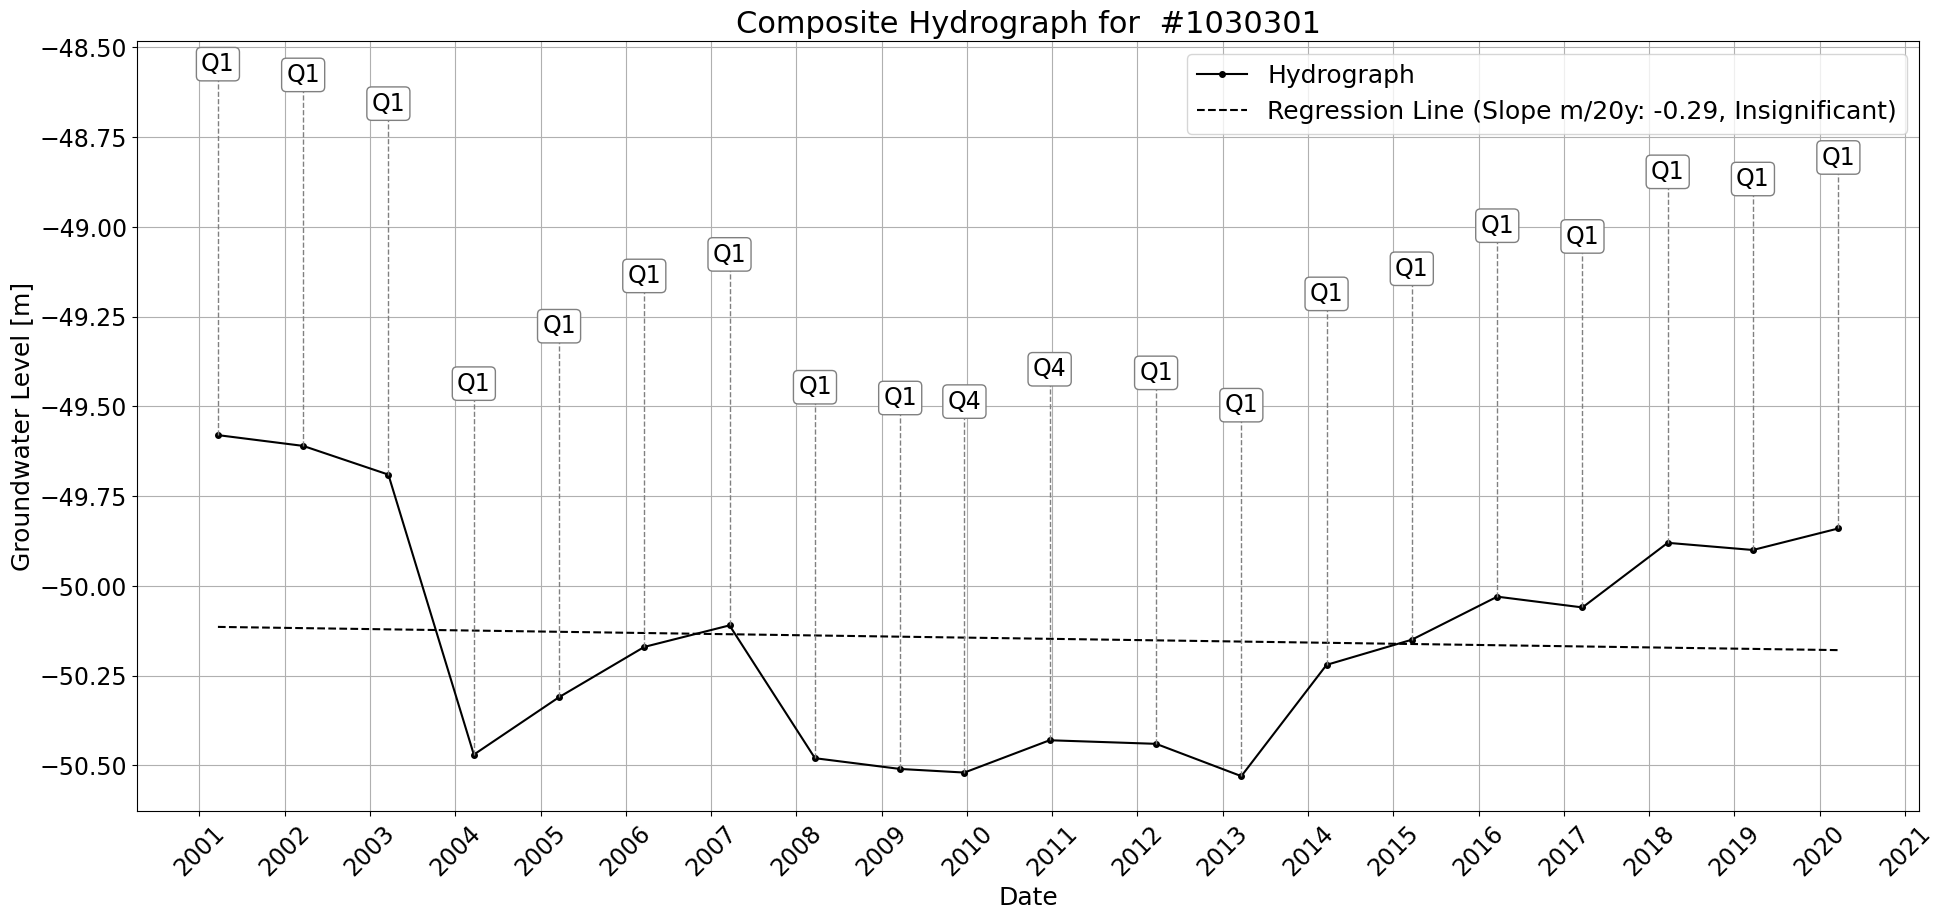 Composite Hydrograph for  #1030301
Hydrograph
Regression Line (Slope m/20y: -0.29, Insignificant)
Groundwater Level [m]
−48.50
−48.75
−49.00
−49.25
−49.50
−49.75
−50.00
−50.25
−50.50
Q1
Q1
Q1
Q1
Q1
Q1
Q1
Q1
Q1
Q4
Q4
Q1
Q1
Q1
Q1
Q1
Q1
Q1
Q1
Q1
2001
2002
2003
2004
2005
2006
2007
2008
2009
2010
2011
2012
2013
2014
2015
2016
2017
2018
2019
2020
2021
Date